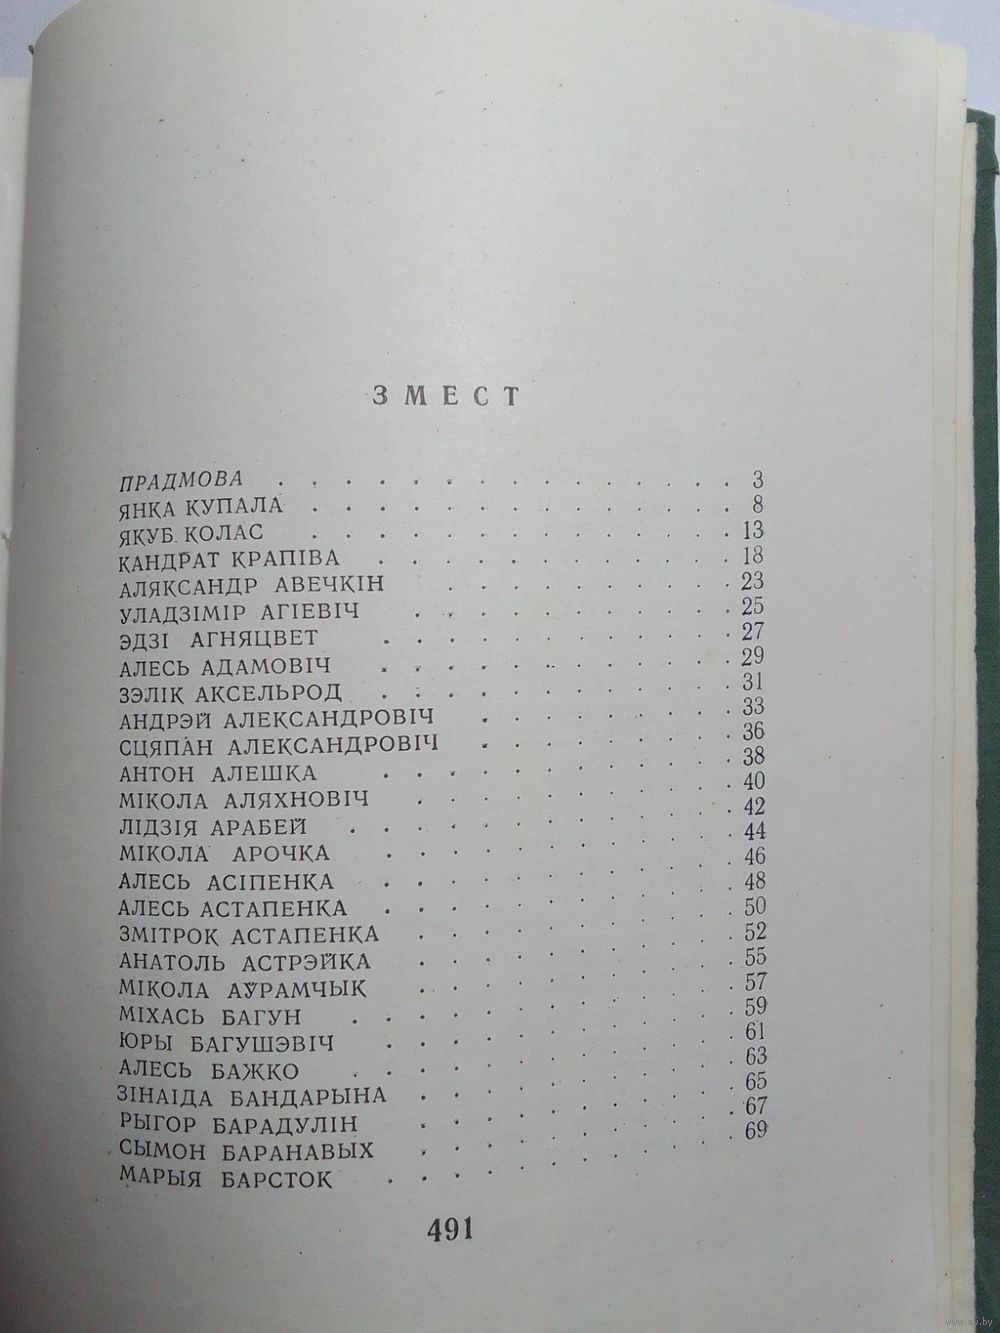 ЗМЕСТ
ПРАДМОВА . . . . . . . . . . . . . . 3
ЯНКА КУПАЛА . . . . . . . . . . . . . 8
ЯКУБ КОЛАС . . . . . . . . . . . . . 13
КАНДРАТ КРАПІВА . . . . . . . . . . . 18
АЛЯКСАНДР АВЕЧКІН . . . . . . . . . 23
УЛАДЗІМІР АГІЕВІЧ . . . . . . . . . . 25
ЭДЗІ АГНЯЦВЕТ . . . . . . . . . . . 27
АЛЕСЬ АДАМОВІЧ . . . . . . . . . . . 29
ЗЭЛІК АКСЕЛЬРОД . . . . . . . . . . . 31
АНДРЭЙ АЛЕКСАНДРОВІЧ . . . . . . . . 33
СЦЯПАН АЛЕКСАНДРОВІЧ . . . . . . . . 36
АНТОН АЛЕШКА . . . . . . . . . . . 38
МІКОЛА АЛЯХНОВІЧ . . . . . . . . . . 40
ЛІДЗІЯ АРАБЕЙ . . . . . . . . . . . . 42
МІКОЛА АРОЧКА . . . . . . . . . . . 44
АЛЕСЬ АСІПЕНКА . . . . . . . . . . . 46
АЛЕСЬ АСТАПЕНКА . . . . . . . . . . . 48
ЗМІТРОК АСТАПЕНКА . . . . . . . . . . 50
АНАТОЛЬ АСТРЭЙКА . . . . . . . . . . 52
МІКОЛА АЎРАМЧЫК . . . . . . . . . . 55
МІХАСЬ БАГУН . . . . . . . . . . . . 57
ЮРЫ БАГУШЭВІЧ . . . . . . . . . . . 59
АЛЕСЬ БАЖКО . . . . . . . . . . . . 61
ЗІНАІДА БАНДАРЫНА . . . . . . . . . . 63
РЫГОР БАРАДУЛІН . . . . . . . . . . 65
СЫМОН БАРАНАВЫХ . . . . . . . . . . 67
МАРЫЯ БАРСТОК . . . . . . . . . . . 69
491
www.ay.by